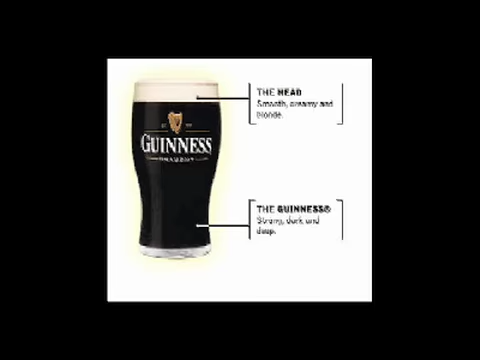 THE HEAD
Smooth, creamy and
blonde.
GUINNESS
THE GUINNESS®
Strong, dark and
deep.